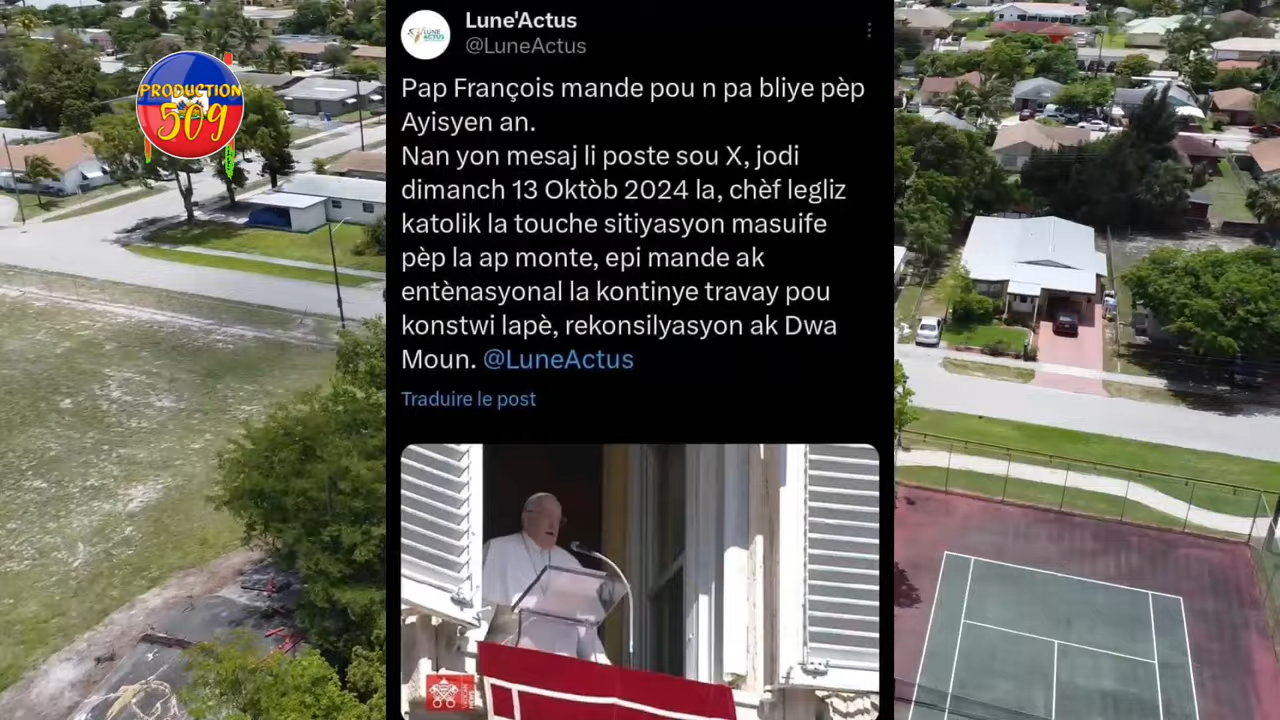 PRODUCTION
509
Lune'Actus
@LuneActus
Pap François mande pou n pa bliye pèp
Ayisyen an.
Nan yon mesaj li poste sou X, jodi
dimanch 13 Oktòb 2024 la, chèf legliz
katolik la touche sitiyasyon masuife
pèp la ap monte, epi mande ak
entènasyonal la kontinye travay pou
konstwi lapè, rekonsilyasyon ak Dwa
Moun. @LuneActus
Traduire le post
VATICAN
NEWS